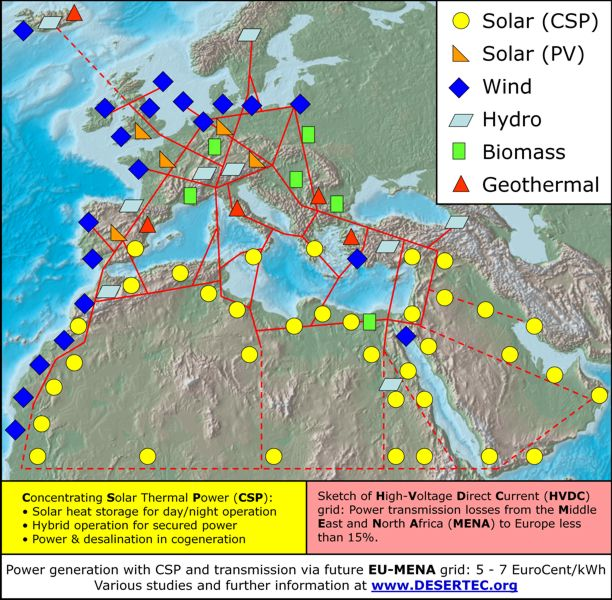 Solar (CSP)
Solar (PV)
Wind
Hydro
Biomass
Geothermal
Concentrating Solar Thermal Power (CSP):
• Solar heat storage for day/night operation
• Hybrid operation for secured power
• Power & desalination in cogeneration
Sketch of High-Voltage Direct Current (HVDC)
grid: Power transmission losses from the Middle
East and North Africa (MENA) to Europe less
than 15%.
Power generation with CSP and transmission via future EU-MENA grid: 5 - 7 EuroCent/kWh
Various studies and further information at www.DESERTEC.org